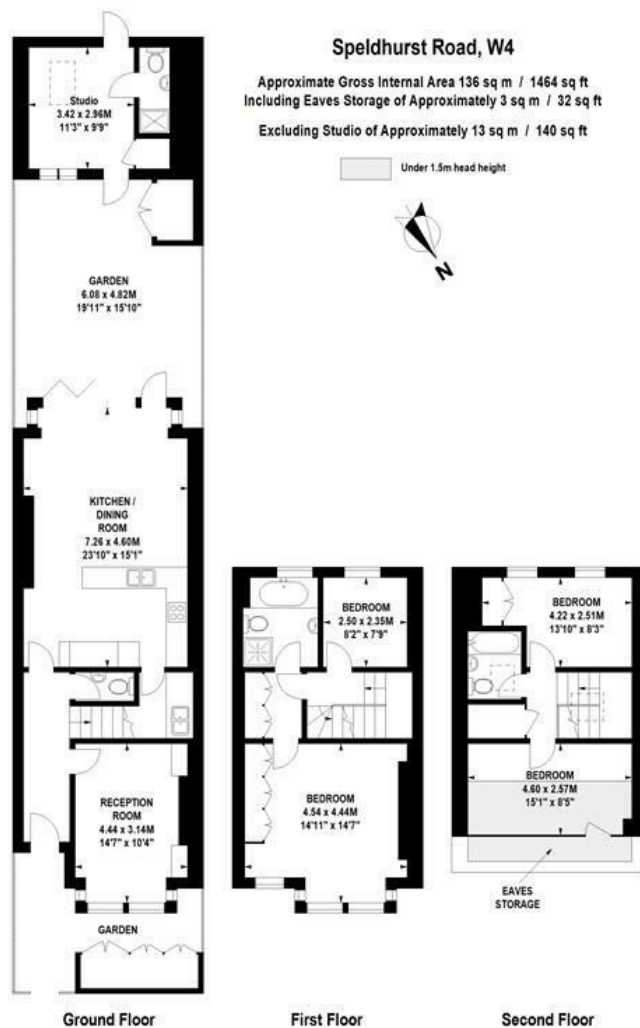 Speldhurst Road, W4
Approximate Gross Internal Area 136 sq m / 1464 sq ft
Including Eaves Storage of Approximately 3 sq m / 32 sq ft
Excluding Studio of Approximately 13 sq m / 140 sq ft
Under 1.5m head height
N
Studio
3.42 x 2.96M
11'3" x 9'9"
GARDEN
6.08 x 4.82M
19'11" x 15'10"
KITCHEN /
DINING
ROOM
7.26 x 4.60M
23'10" x 15'1"
RECEPTION
ROOM
4.44 x 3.14M
14'7" x 10'4"
GARDEN
Ground Floor
BEDROOM
2.50 x 2.35M
8'2" x 7'9"
BEDROOM
4.54 x 4.44M
14'11" x 14'7"
First Floor
BEDROOM
4.22 x 2.51M
13'10" x 8'3"
BEDROOM
4.60 x 2.57M
15'1" x 8'5"
EAVES
STORAGE
Second Floor